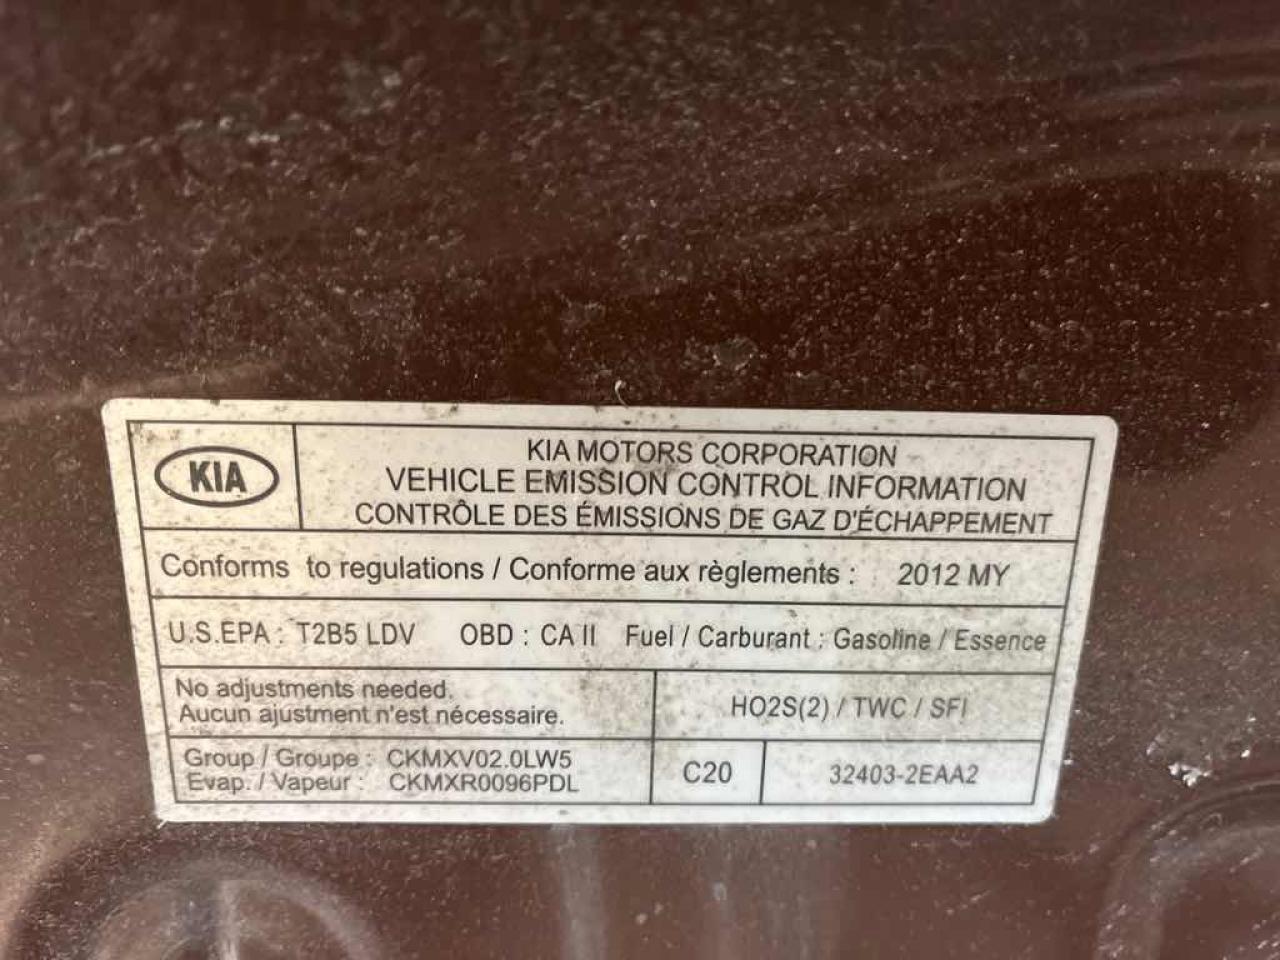 KIA
KIA MOTORS CORPORATION
VEHICLE EMISSION CONTROL INFORMATION
CONTRÔLE DES ÉMISSIONS DE GAZ D'ÉCHAPPEMENT
Conforms to regulations / Conforme aux règlements : 2012 MY
U.S.EPA : T2B5 LDV OBD : CA II Fuel / Carburant : Gasoline / Essence
No adjustments needed.
Aucun ajustment n'est nécessaire.
HO2S(2) / TWC / SFI
Group / Groupe : CKMXV02.0LW5
Evap. / Vapeur : CKMXR0096PDL
C20
32403-2EAA2